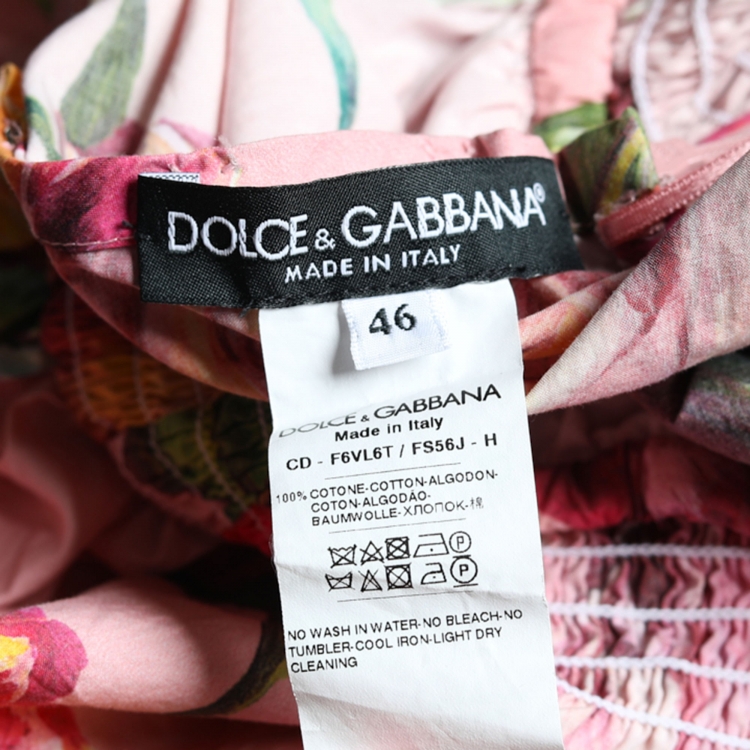 DOLCE & GABBANA®
MADE IN ITALY
46
DOLCE & GABBANA
Made in Italy
CD - F6VL6T / FS56J - H
100% COTONE-COTTON-ALGODON-
COTON-ALGODÃO-
BAUMWOLLE-ХЛОПОК-棉
P
P
NO WASH IN WATER-NO BLEACH-NO
TUMBLER-COOL IRON-LIGHT DRY
CLEANING